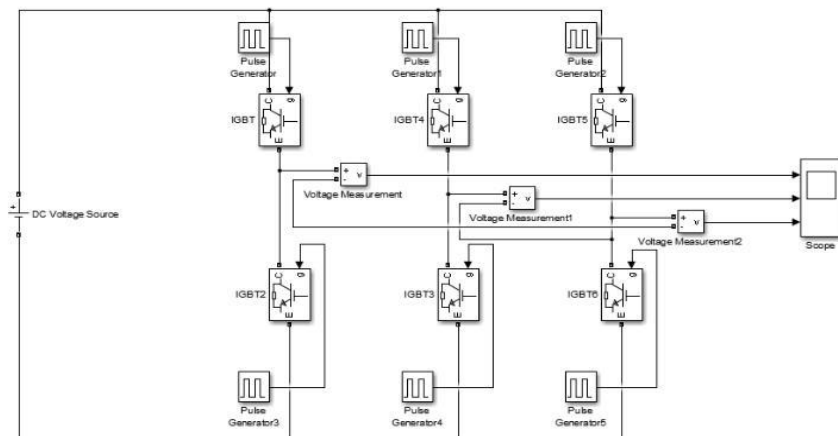 Pulse
Generator
Pulse
Generator1
Pulse
Generator2
C
g
E
IGBT
C
g
E
IGBT4
C
g
E
IGBT5
+
-
v
Voltage Measurement
+
-
v
Voltage Measurement1
+
-
v
Voltage Measurement2
Scope
+
DC Voltage Source
C
g
E
IGBT2
C
g
E
IGBT3
C
g
E
IGBT6
Pulse
Generator3
Pulse
Generator4
Pulse
Generator5